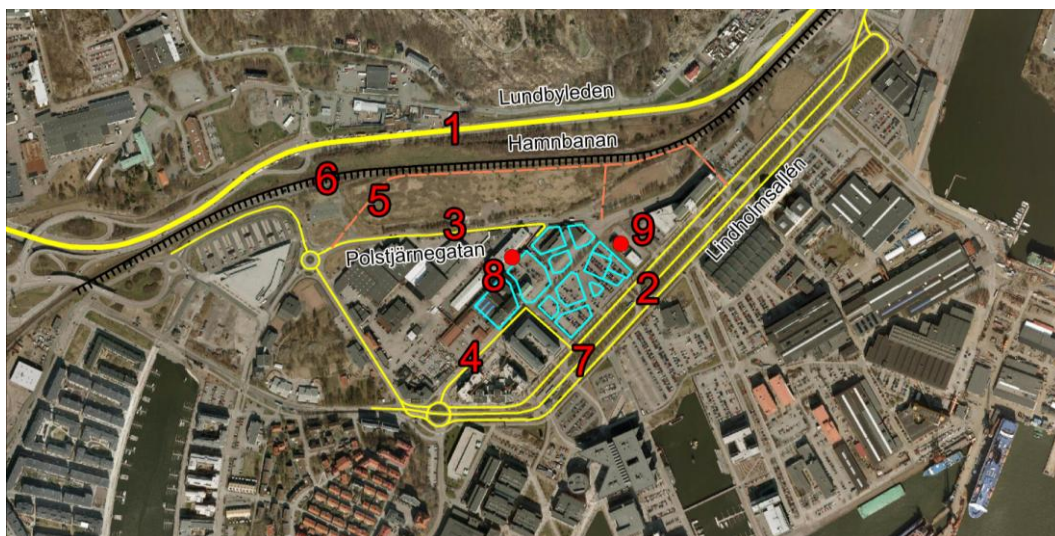 Lundbyleden
1
Hamnbanan
6
5
3
Lindholmsallén
Polstjärnegatan
9
8
2
4
7